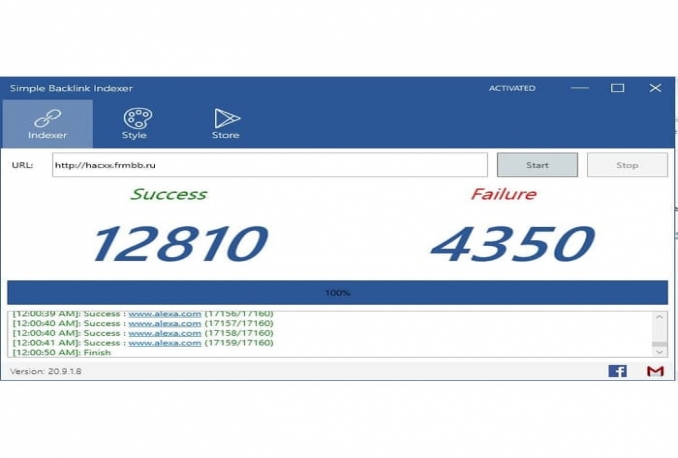 Simple Backlink Indexer ACTIVATED
Indexer Style Store
URL: http://hacxx.frmbb.ru Start Stop
Success Failure
12810 4350
100%
[12:00:39 AM]: Success : www.alexa.com (17156/17160)
[12:00:40 AM]: Success : www.alexa.com (17157/17160)
[12:00:40 AM]: Success : www.alexa.com (17158/17160)
[12:00:41 AM]: Success : www.alexa.com (17159/17160)
[12:00:50 AM]: Finish
Version: 20.9.1.8